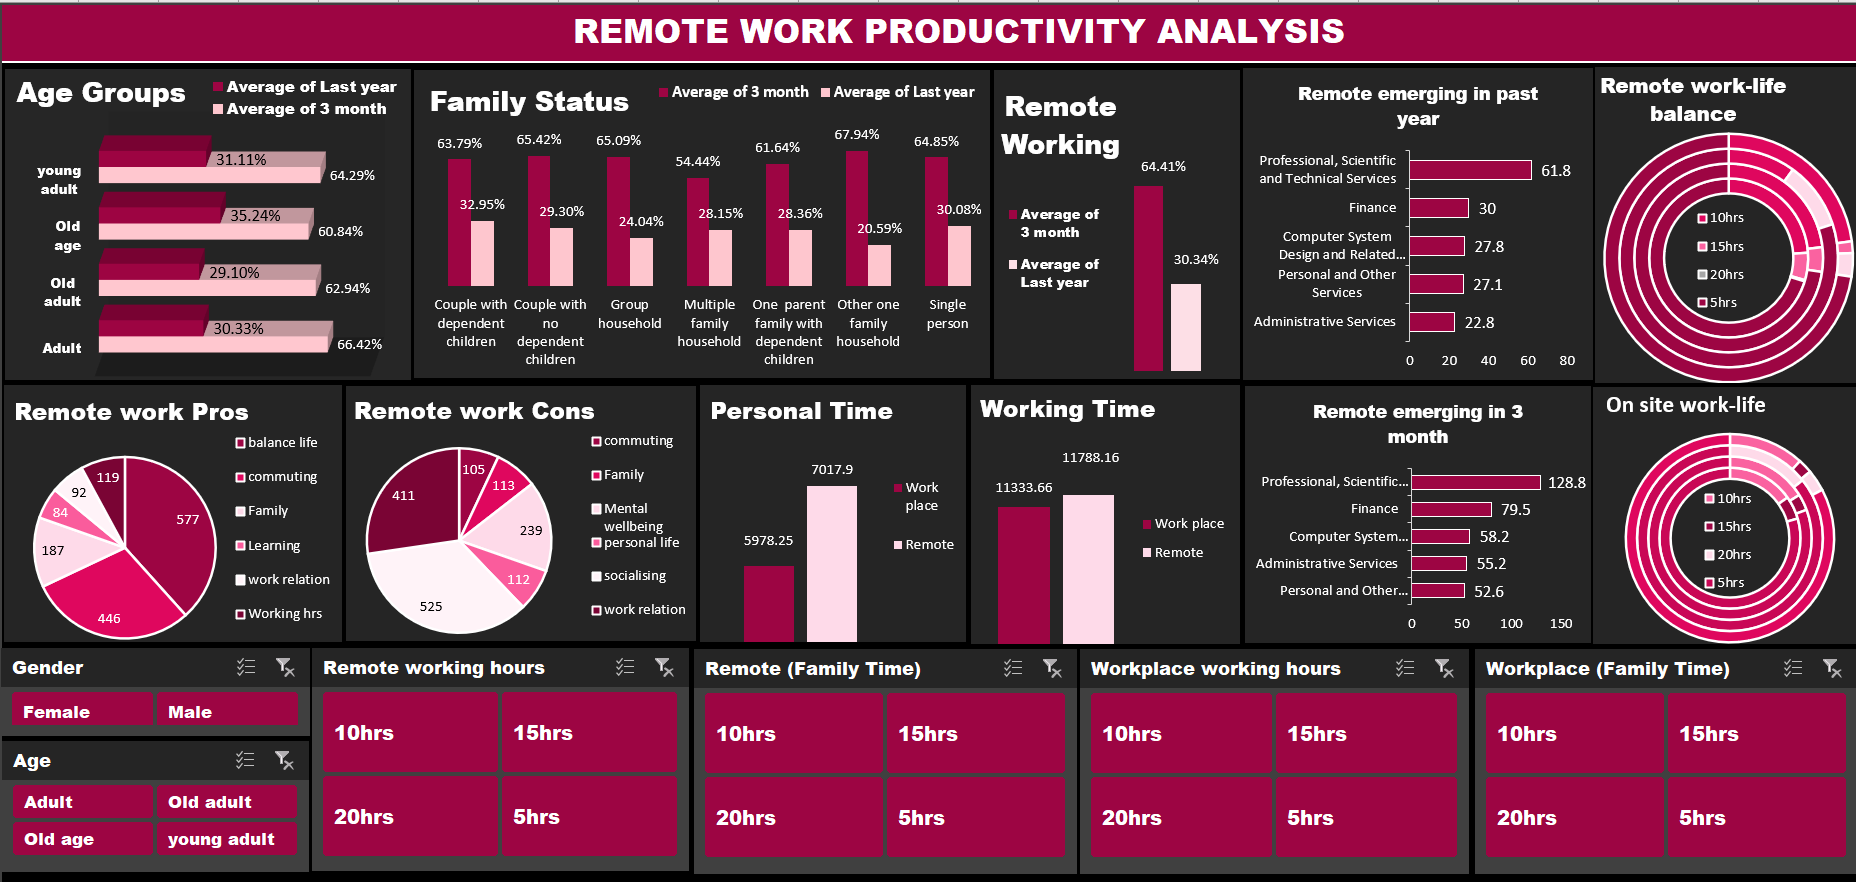 REMOTE WORK PRODUCTIVITY ANALYSIS
Age Groups
Average of Last year
Average of 3 month
young
adult
31.11%
64.29%
Old
age
35.24%
60.84%
Old
adult
29.10%
62.94%
Adult
30.33%
66.42%
Family Status
Average of 3 month
Average of Last year
63.79%
65.42%
65.09%
54.44%
61.64%
67.94%
64.85%
32.95%
29.30%
24.04%
28.15%
28.36%
20.59%
30.08%
Couple with
dependent
children
Couple with
no
dependent
children
Group
household
Multiple
family
household
One parent
family with
dependent
children
Other one
family
household
Single
person
Remote
Working
Average of
3 month
Average of
Last year
64.41%
30.34%
Remote emerging in past
year
Professional, Scientific
and Technical Services
61.8
Finance
30
Computer System
Design and Related...
27.8
Personal and Other
Services
27.1
Administrative Services
22.8
0 20 40 60 80
Remote work-life
balance
10hrs
15hrs
20hrs
5hrs
Remote work Pros
577
446
187
84
92
119
balance life
commuting
Family
Learning
work relation
Working hrs
Remote work Cons
105
113
239
112
525
411
commuting
Family
Mental
wellbeing
personal life
socialising
work relation
Personal Time
5978.25
7017.9
Work
place
Remote
Working Time
11333.66
11788.16
Work place
Remote
Remote emerging in 3
month
Professional, Scientific...
128.8
Finance
79.5
Computer System...
58.2
Administrative Services
55.2
Personal and Other...
52.6
0 50 100 150
On site work-life
10hrs
15hrs
20hrs
5hrs
Gender
Female Male
Age
Adult Old adult
Old age young adult
Remote working hours
10hrs 15hrs
20hrs 5hrs
Remote (Family Time)
10hrs 15hrs
20hrs 5hrs
Workplace working hours
10hrs 15hrs
20hrs 5hrs
Workplace (Family Time)
10hrs 15hrs
20hrs 5hrs